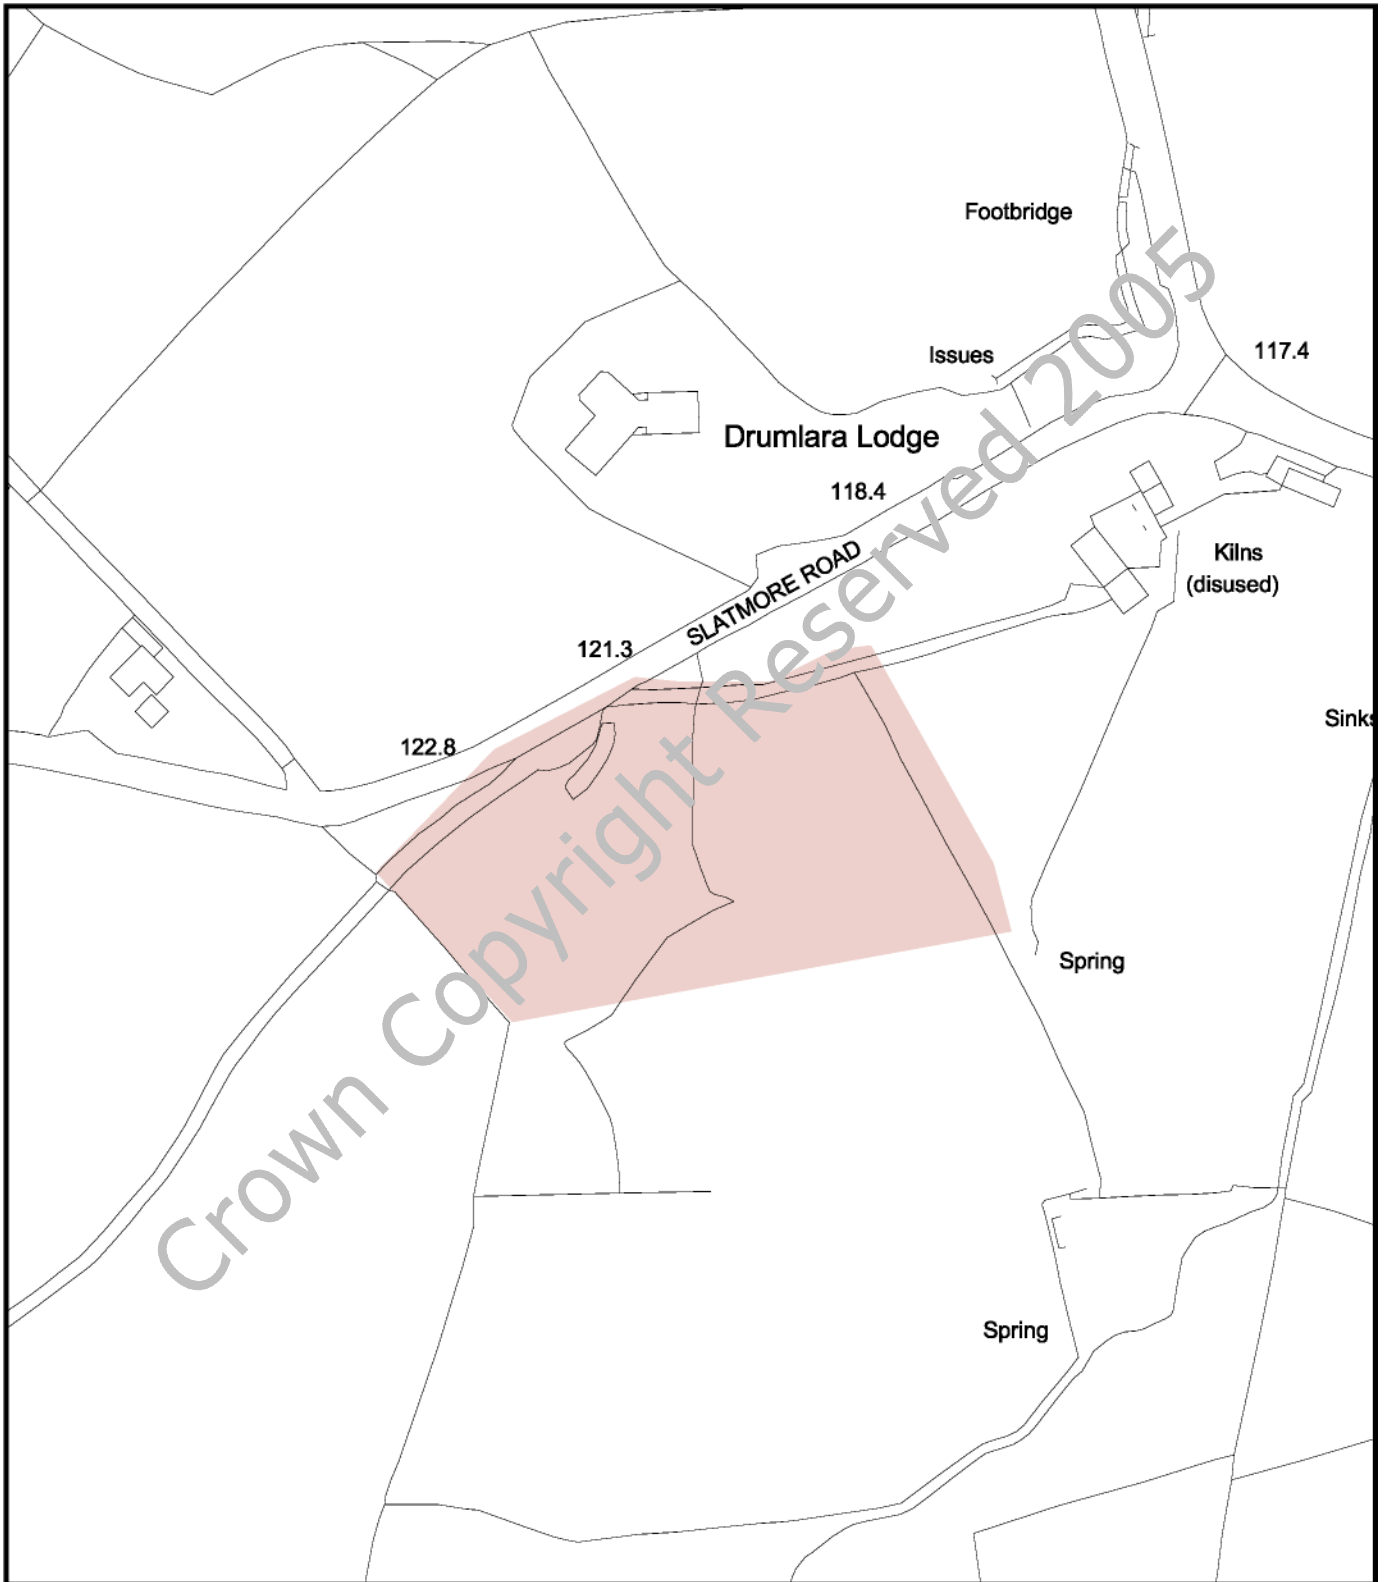 Footbridge
Issues
117.4
Drumlara Lodge
118.4
SLATMORE ROAD
Kilns
(disused)
121.3
Sinks
122.8
Spring
Spring
Crown Copyright Reserved 2005